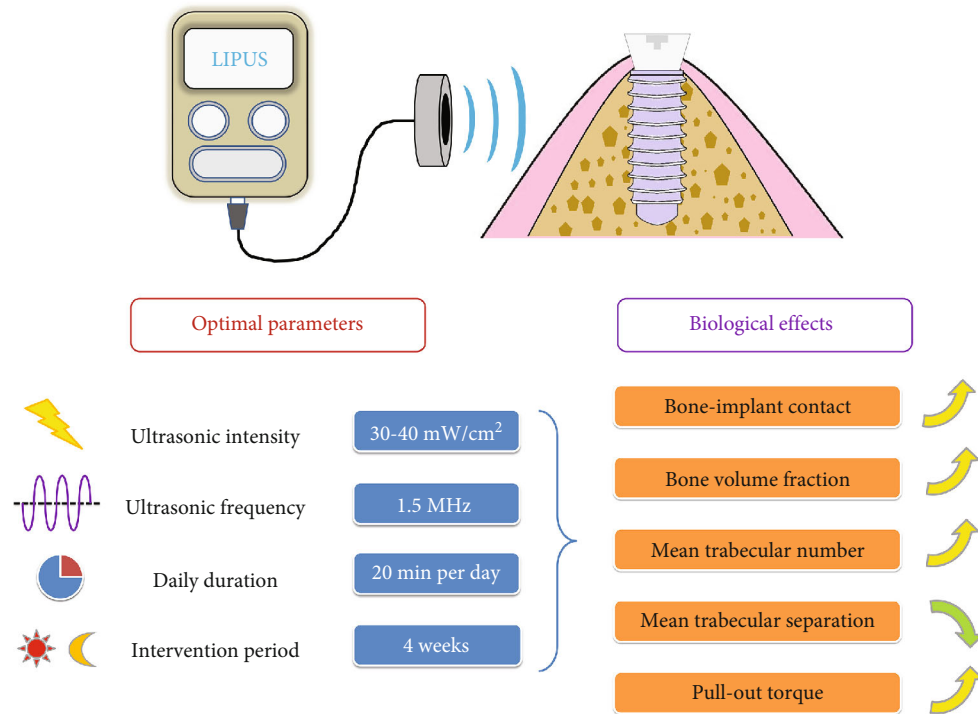 LIPUS
Optimal parameters
Biological effects
Ultrasonic intensity
30-40 mW/cm²
Ultrasonic frequency
1.5 MHz
Daily duration
20 min per day
Intervention period
4 weeks
Bone-implant contact
Bone volume fraction
Mean trabecular number
Mean trabecular separation
Pull-out torque